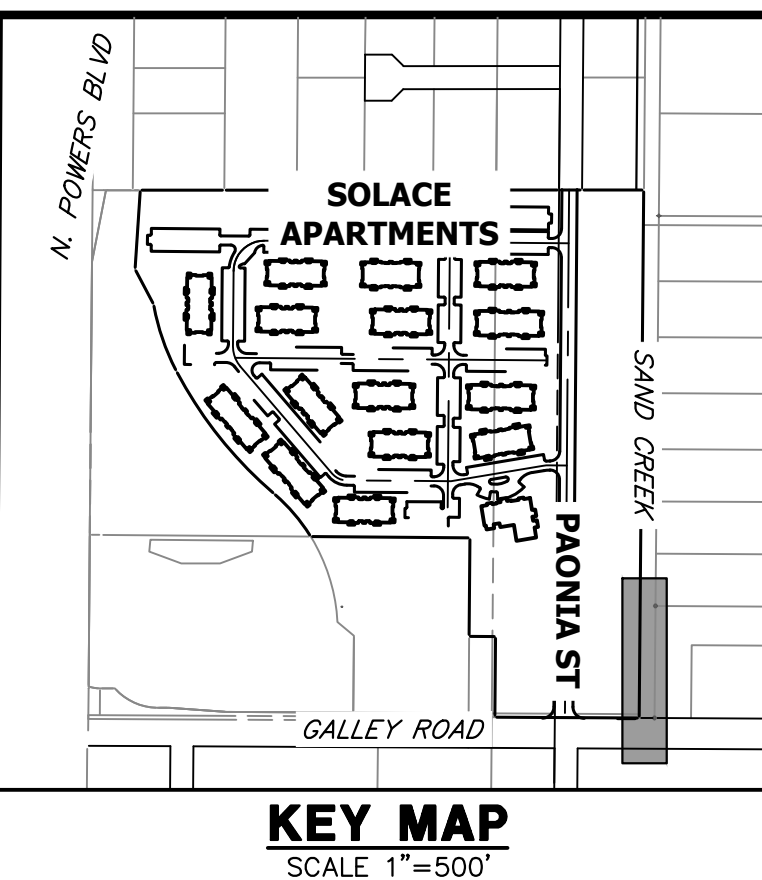 N. POWERS BLVD
SOLACE
APARTMENTS
SAND CREEK
PAONIA ST
GALLEY ROAD
KEY MAP
SCALE 1"=500'